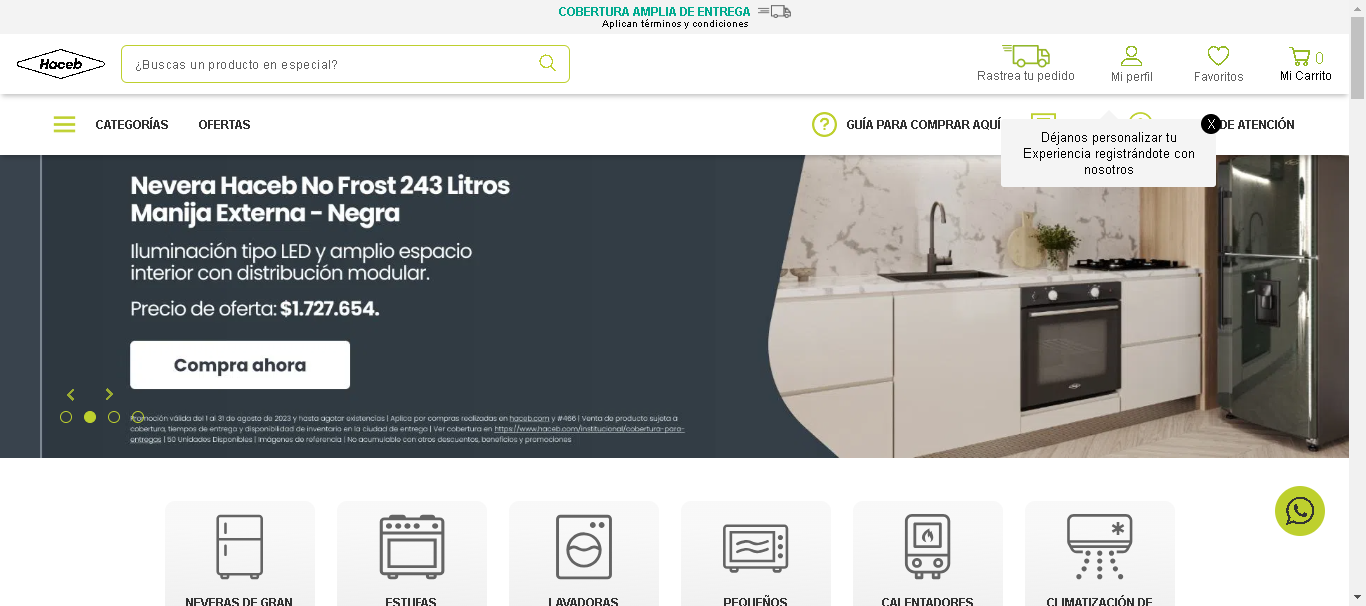 COBERTURA AMPLIA DE ENTREGA
Aplican términos y condiciones
Haceb
¿Buscas un producto en especial?
Rastrea tu pedido
Mi perfil
Favoritos
0
Mi Carrito
CATEGORÍAS
OFERTAS
?
GUÍA PARA COMPRAR AQUÍ
X
DE ATENCIÓN
Déjanos personalizar tu
Experiencia registrándote con
nosotros
Nevera Haceb No Frost 243 Litros
Manija Externa - Negra
Iluminación tipo LED y amplio espacio
interior con distribución modular.
Precio de oferta: $1.727.654.
Compra ahora
Promoción válida del 1 al 31 de agosto de 2023 y hasta agotar existencias | Aplica por compras realizadas en haceb.com y #466 | Venta de producto sujeta a
cobertura, tiempos de entrega y disponibilidad de inventario en la ciudad de entrega | Ver cobertura en https://www.haceb.com/institucional/cobertura-para-
entregas | 50 Unidades Disponibles | Imágenes de referencia | No acumulable con otros descuentos, beneficios y promociones
NEVERAS DE GRAN
ESTUFAS
LAVADORAS
PEQUEÑOS
CALENTADORES
CLIMATIZACIÓN DE